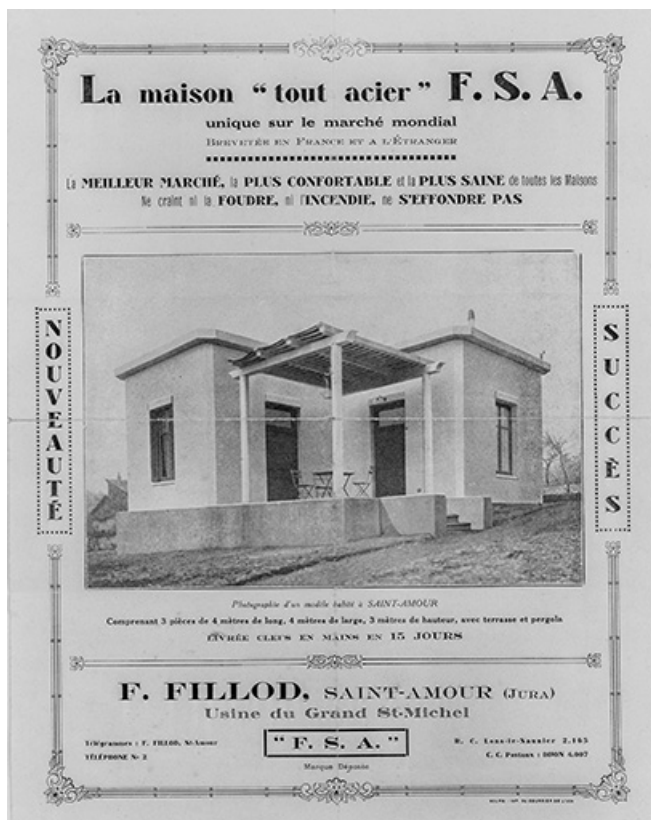 La maison "tout acier" F. S. A.
unique sur le marché mondial
BREVETÉE EN FRANCE ET A L'ÉTRANGER
La MEILLEUR MARCHÉ, la PLUS CONFORTABLE et la PLUS SAINE de toutes les Maisons
Ne craint ni la FOUDRE, ni l'INCENDIE, ne S'EFFONDRE PAS
NOUVEAUTÉ
SUCCÈS
Photographie d'un modèle habité à SAINT-AMOUR
Comprenant 3 pièces de 4 mètres de long, 4 mètres de large, 3 mètres de hauteur, avec terrasse et pergola
LIVRÉE CLEFS EN MAINS EN 15 JOURS
F. FILLOD, SAINT-AMOUR (JURA)
Usine du Grand St-Michel
Télégrammes : F. FILLOD, St-Amour
TÉLÉPHONE No 2
"F. S. A."
Marque Déposée
R. C. Lons-le-Saunier 2.165
C. C. Postaux : DIJON 6.007